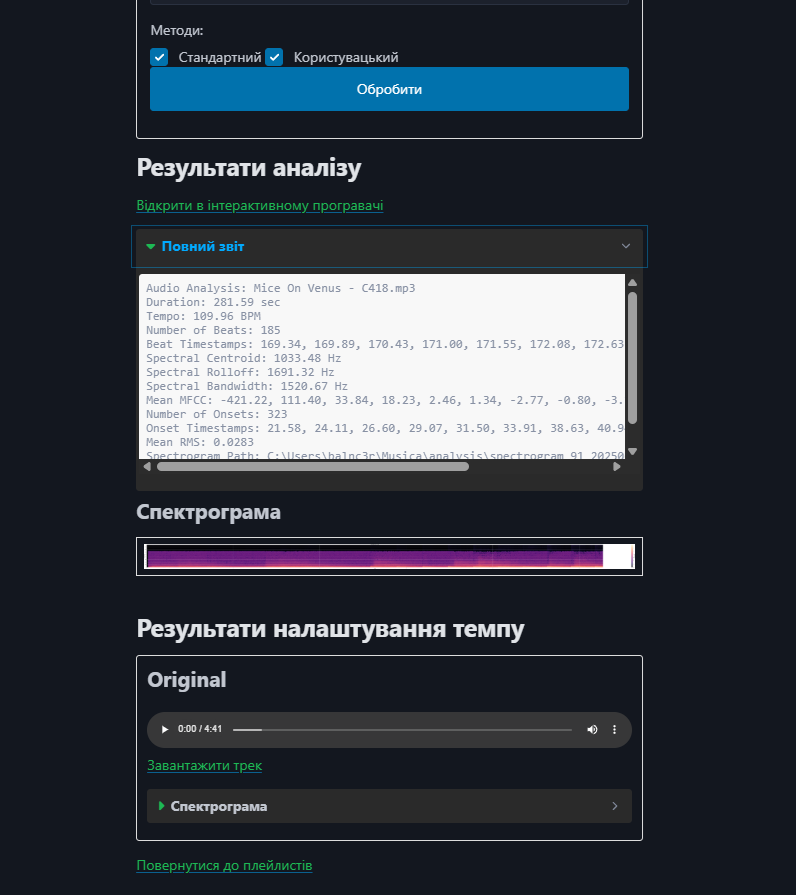 Методи:
Стандартний Користувацький
Обробити
Результати аналізу
Відкрити в інтерактивному програвачі
Повний звіт
Audio Analysis: Mice On Venus - C418.mp3
Duration: 281.59 sec
Tempo: 109.96 BPM
Number of Beats: 185
Beat Timestamps: 169.34, 169.89, 170.43, 171.00, 171.55, 172.08, 172.63
Spectral Centroid: 1033.48 Hz
Spectral Rolloff: 1691.32 Hz
Spectral Bandwidth: 1520.67 Hz
Mean MFCC: -421.22, 111.40, 33.84, 18.23, 2.46, 1.34, -2.77, -0.80, -3.
Number of Onsets: 323
Onset Timestamps: 21.58, 24.11, 26.60, 29.07, 31.50, 33.91, 38.63, 40.9
Mean RMS: 0.0283
Spectrogram Path: C:\Users\balnc3r\Musica\analysis\spectrogram_91_20250
Спектрограма
Результати налаштування темпу
Original
0:00 / 4:41
Завантажити трек
Спектрограма
Повернутися до плейлистів